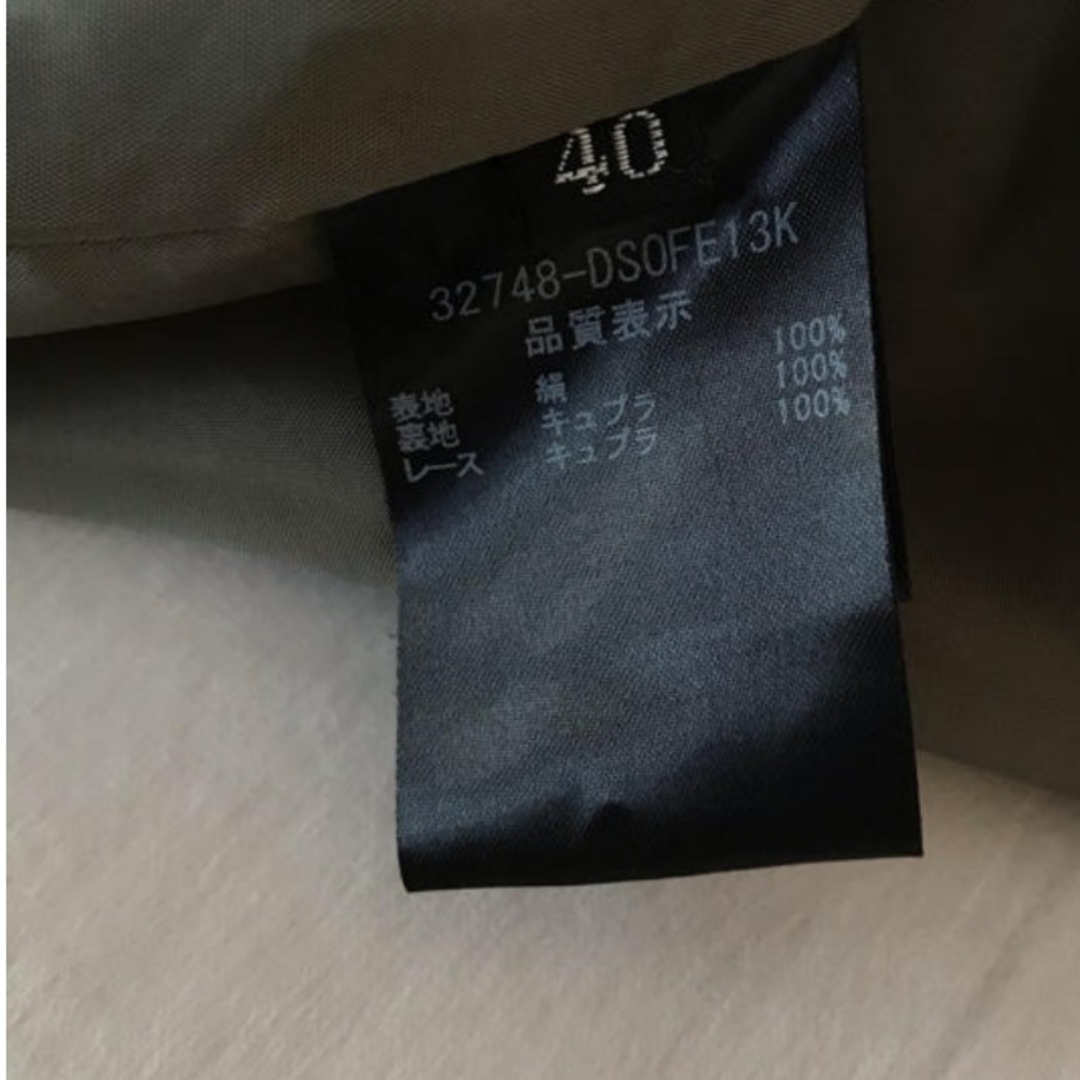 40
32748-DS0FE13K
品質表示
表地 絹 100%
裏地 キュプラ 100%
レース キュプラ 100%